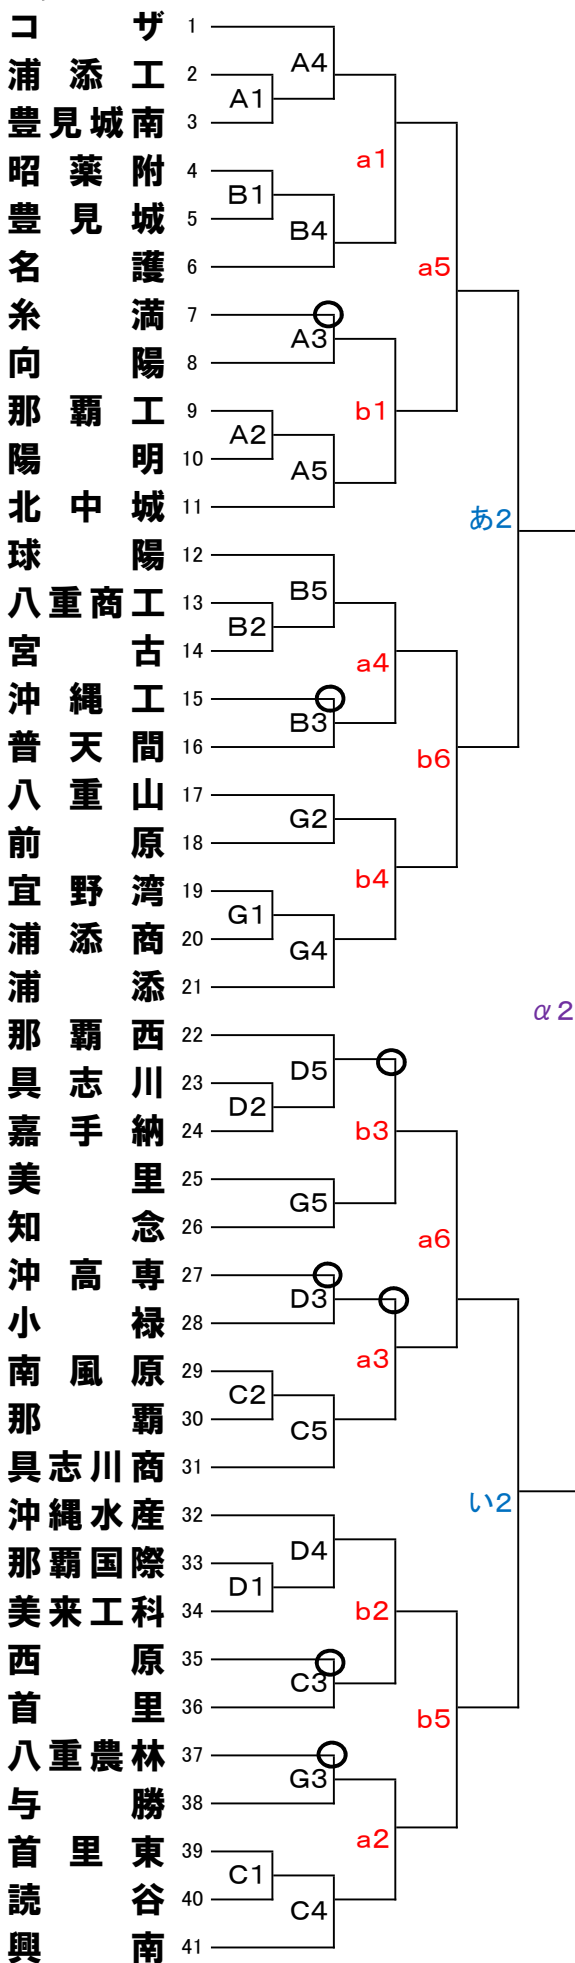 コザ 1
浦添工 2
A4
A1
豊見城南 3
a1
昭薬附 4
B1
豊見城 5
B4
名護 6
a5
糸満 7
A3
向陽 8
那覇工 9
b1
A2
陽明 10
A5
北中城 11
あ2
球陽 12
B5
八重商工 13
B2
宮古 14
a4
沖縄工 15
B3
普天間 16
b6
八重山 17
G2
前原 18
b4
宜野湾 19
G1
浦添商 20
G4
浦添 21
α2
那覇西 22
D5
具志川 23
D2
嘉手納 24
b3
美里 25
G5
知念 26
a6
沖高専 27
D3
小禄 28
a3
南風原 29
C2
那覇 30
C5
具志川商 31
い2
沖縄水産 32
D4
那覇国際 33
D1
美来工科 34
b2
西原 35
C3
首里 36
b5
八重農林 37
G3
与勝 38
a2
首里東 39
C1
読谷 40
C4
興南 41